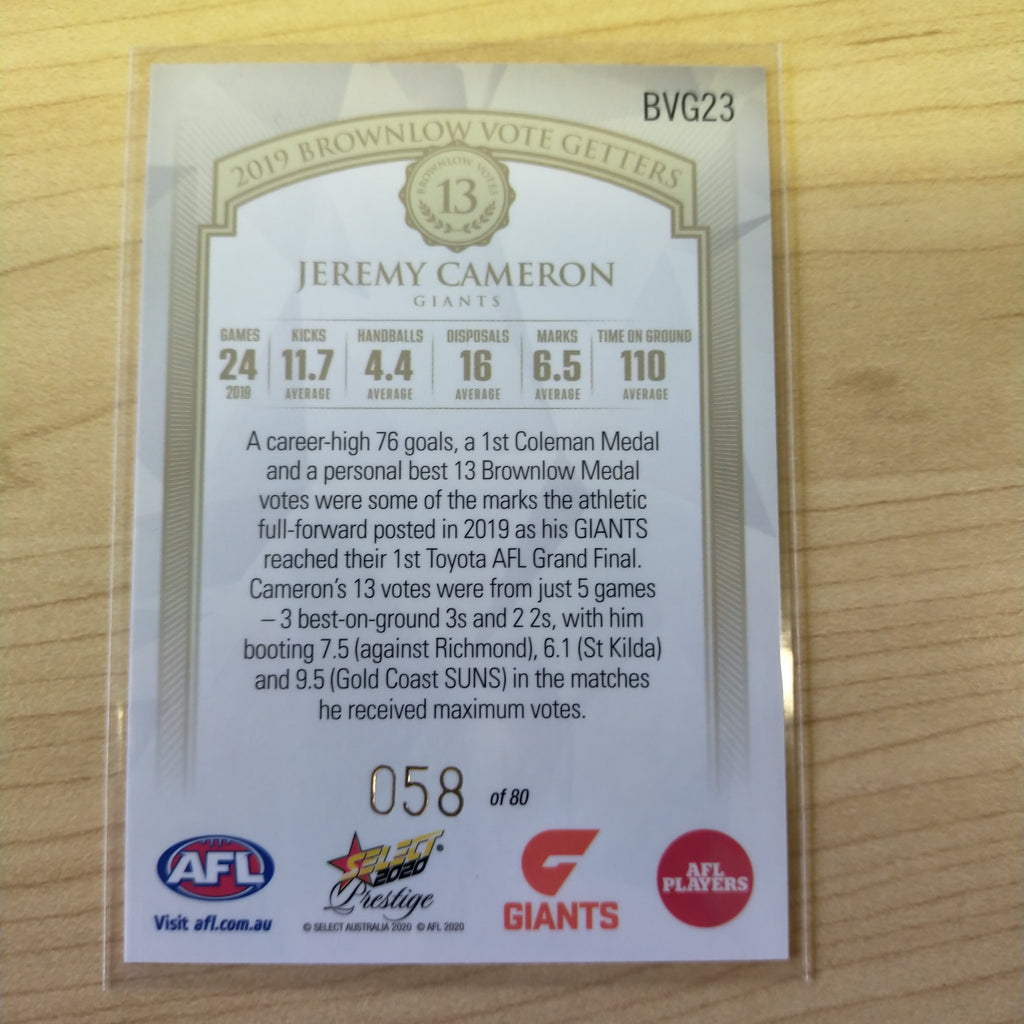 BVG23
2019 BROWNLOW VOTE GETTERS
BROWNLOW VOTES
13
JEREMY CAMERON
GIANTS
GAMES KICKS HANDBALLS DISPOSALS MARKS TIME ON GROUND
24 11.7 4.4 16 6.5 110
2019 AVERAGE AVERAGE AVERAGE AVERAGE AVERAGE
A career-high 76 goals, a 1st Coleman Medal
and a personal best 13 Brownlow Medal
votes were some of the marks the athletic
full-forward posted in 2019 as his GIANTS
reached their 1st Toyota AFL Grand Final.
Cameron's 13 votes were from just 5 games
– 3 best-on-ground 3s and 2 2s, with him
booting 7.5 (against Richmond), 6.1 (St Kilda)
and 9.5 (Gold Coast SUNS) in the matches
he received maximum votes.
058 of 80
AFL
Visit afl.com.au
SELECT
2020
Prestige
© SELECT AUSTRALIA 2020 © AFL 2020
GIANTS
AFL
PLAYERS